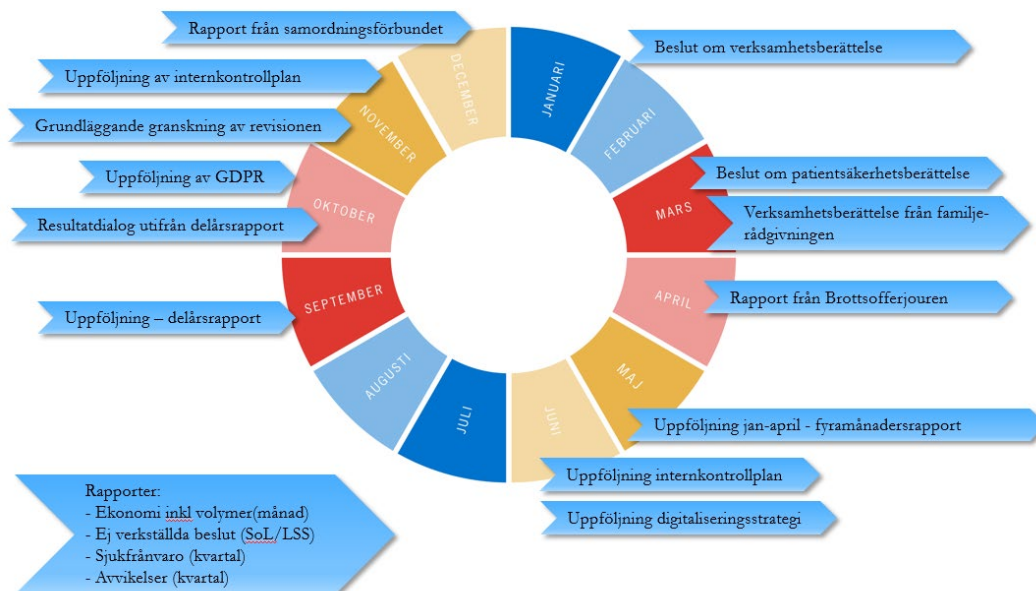 Rapport från samordningsförbundet
Uppföljning av internkontrollplan
Grundläggande granskning av revisionen
Uppföljning av GDPR
Resultatdialog utifrån delårsrapport
Uppföljning – delårsrapport
JANUARI
FEBRUARI
MARS
APRIL
MAJ
JUNI
JULI
AUGUSTI
SEPTEMBER
OKTOBER
NOVEMBER
DECEMBER
Beslut om verksamhetsberättelse
Beslut om patientsäkerhetsberättelse
Verksamhetsberättelse från familje-
rådgivningen
Rapport från Brottsofferjouren
Uppföljning jan-april - fyramånadersrapport
Uppföljning internkontrollplan
Uppföljning digitaliseringsstrategi
Rapporter:
- Ekonomi inkl volymer(månad)
- Ej verkställda beslut (SoL/LSS)
- Sjukfrånvaro (kvartal)
- Avvikelser (kvartal)